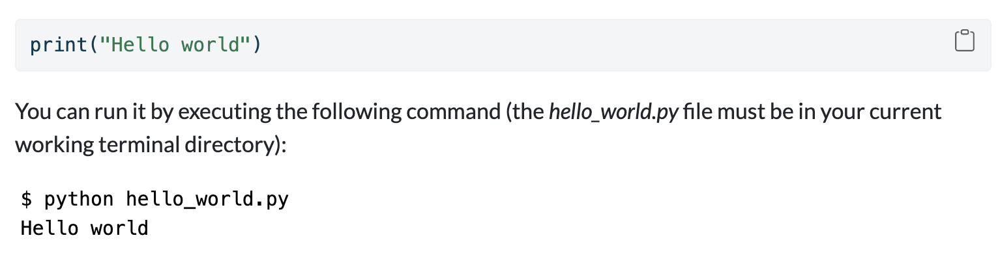 print("Hello world")
You can run it by executing the following command (the hello_world.py file must be in your current
working terminal directory):
$ python hello_world.py
Hello world